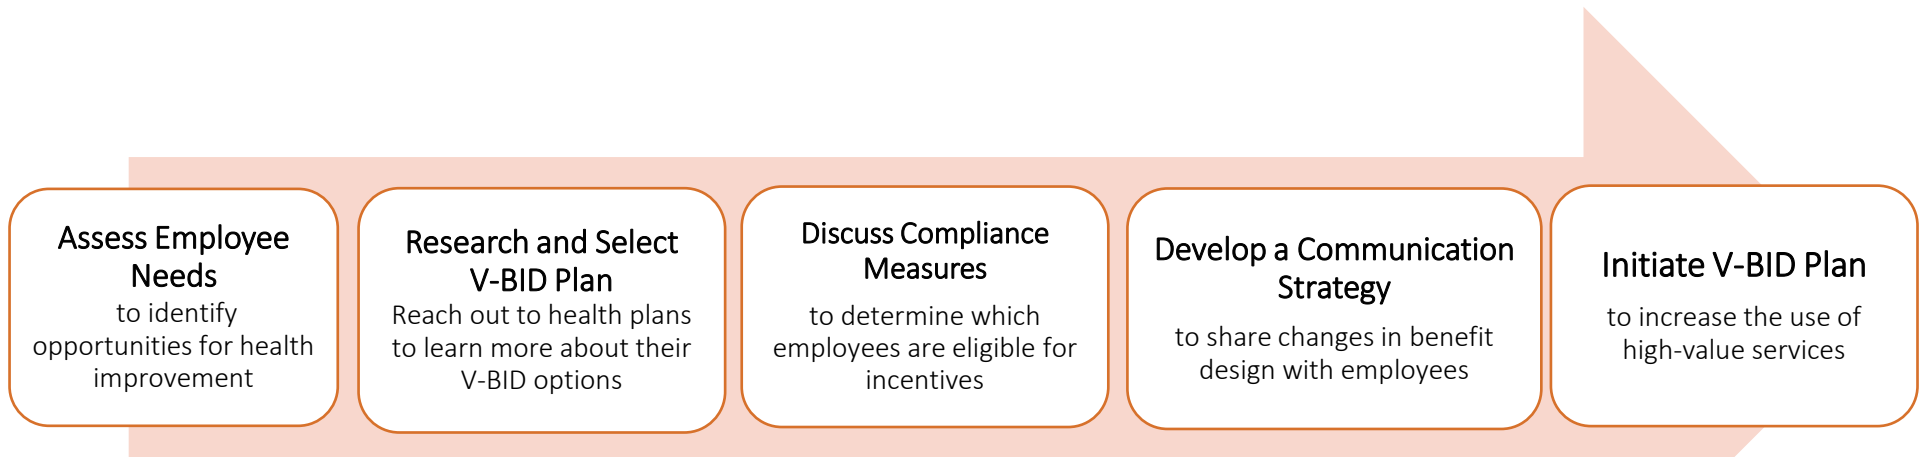 Assess Employee
Needs
to identify
opportunities for health
improvement
Research and Select
V-BID Plan
Reach out to health plans
to learn more about their
V-BID options
Discuss Compliance
Measures
to determine which
employees are eligible for
incentives
Develop a Communication
Strategy
to share changes in benefit
design with employees
Initiate V-BID Plan
to increase the use of
high-value services